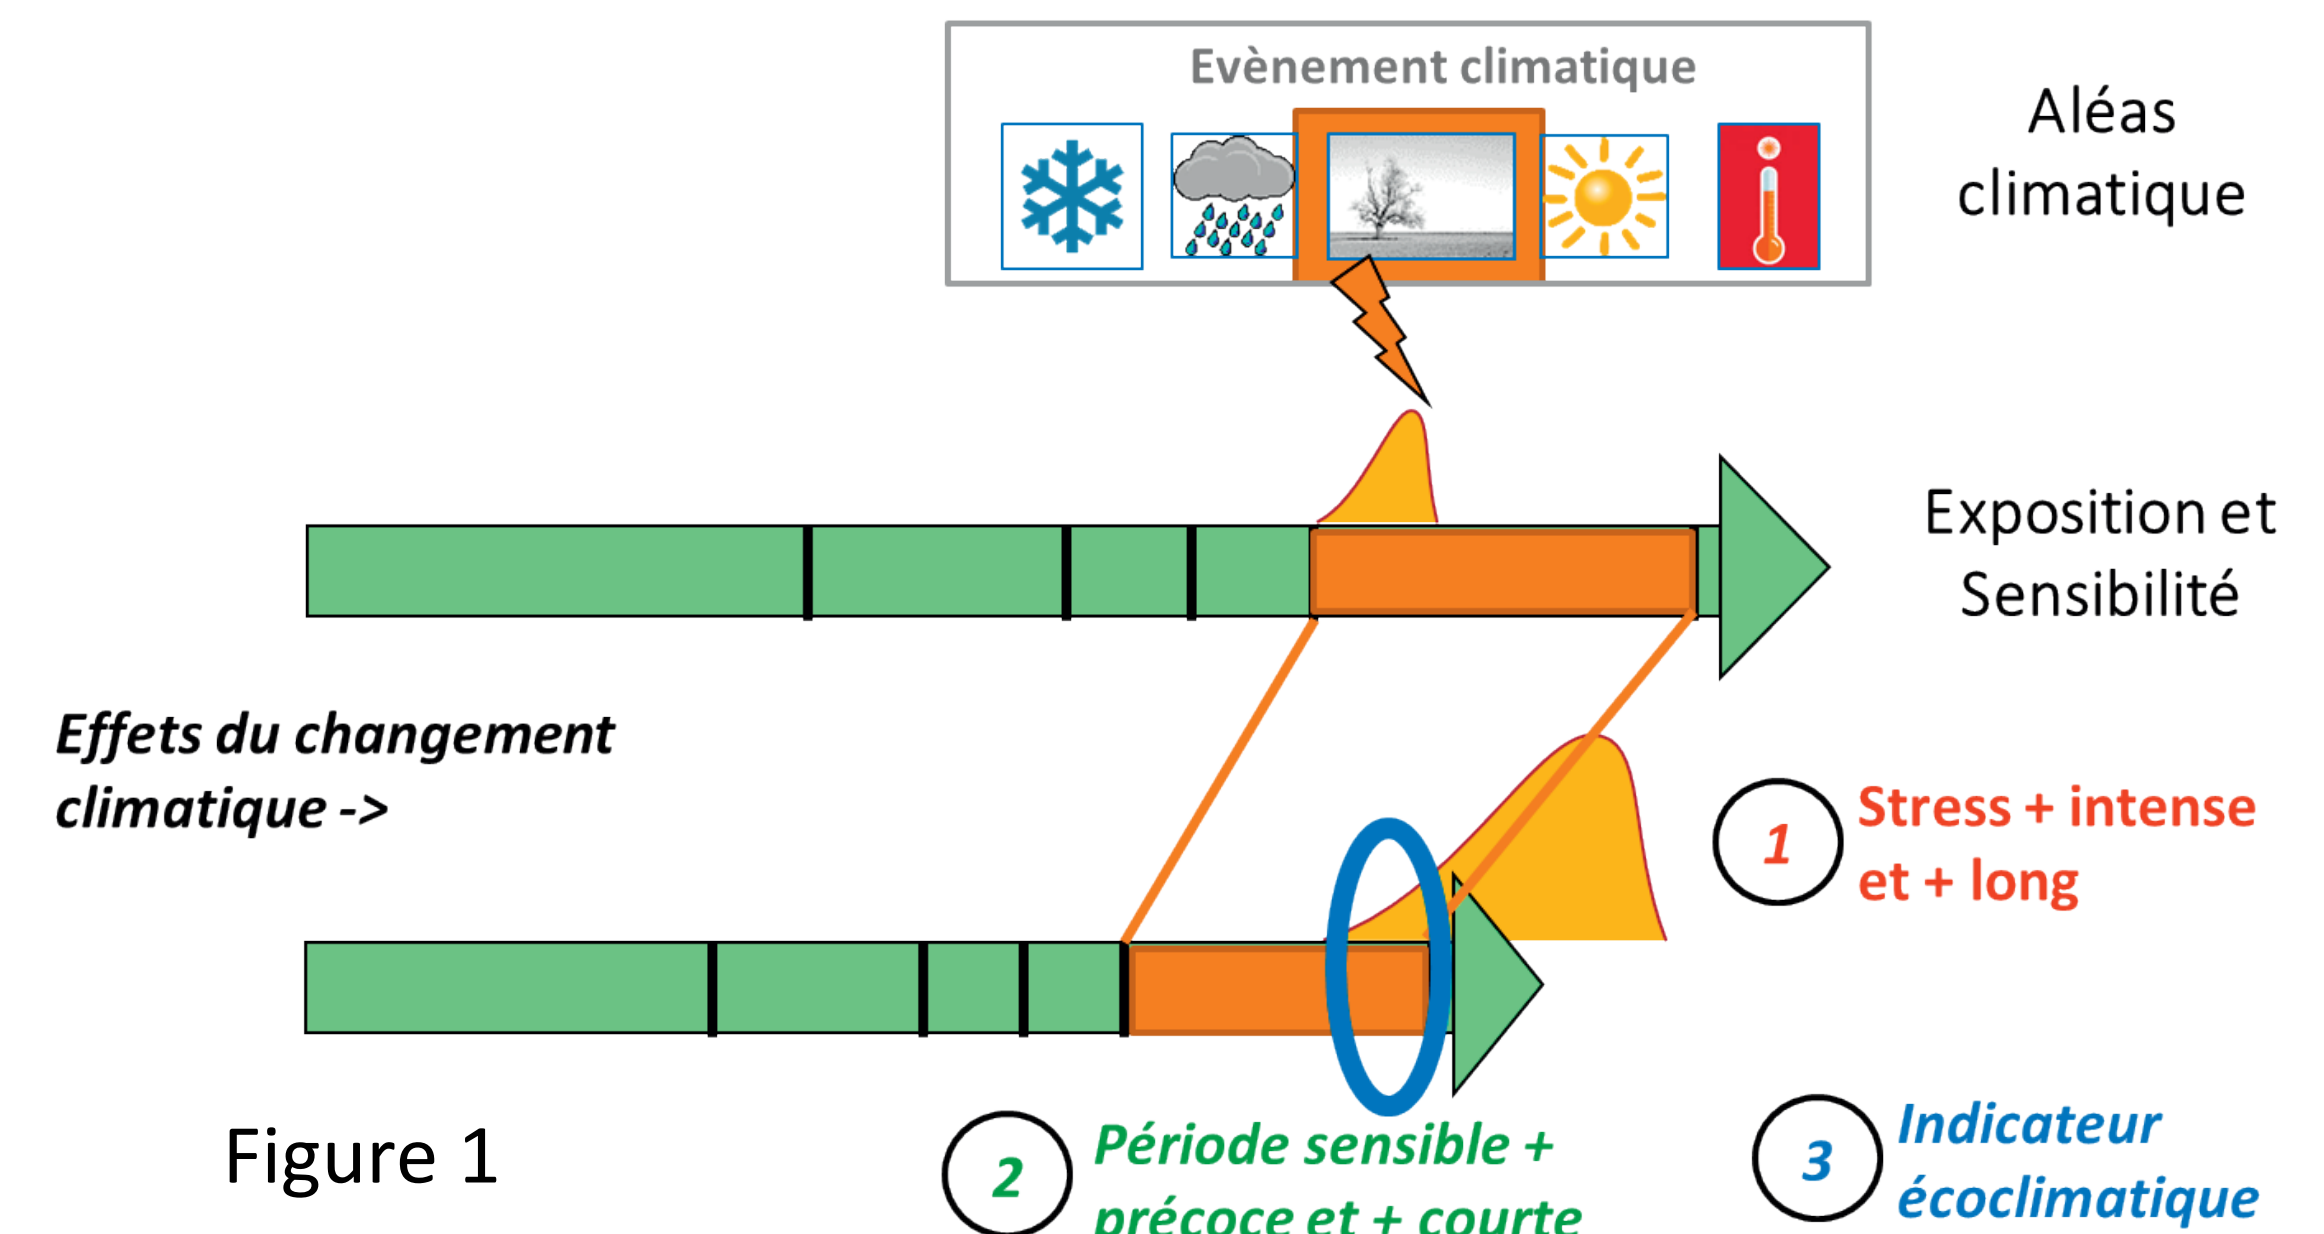 Evènement climatique
Aléas
climatique
Exposition et
Sensibilité
Effets du changement
climatique ->
1
Stress + intense
et + long
Figure 1
2
Période sensible +
précoce et + courte
3
Indicateur
écoclimatique